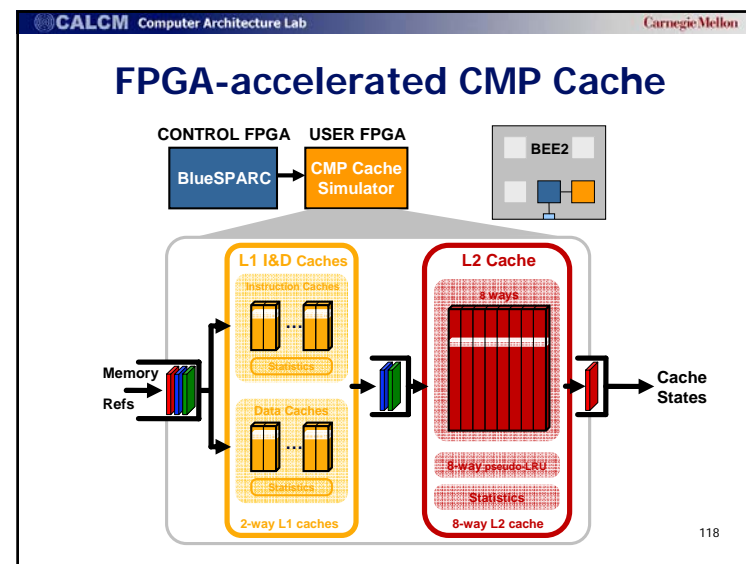 CALCM Computer Architecture Lab
Carnegie Mellon
FPGA-accelerated CMP Cache
CONTROL FPGA
USER FPGA
BlueSPARC
CMP Cache
Simulator
BEE2
L1 I&D Caches
Instruction Caches
...
Statistics
Data Caches
...
Statistics
2-way L1 caches
Memory
Refs
L2 Cache
8 ways
8-way pseudo-LRU
Statistics
8-way L2 cache
Cache
States
118